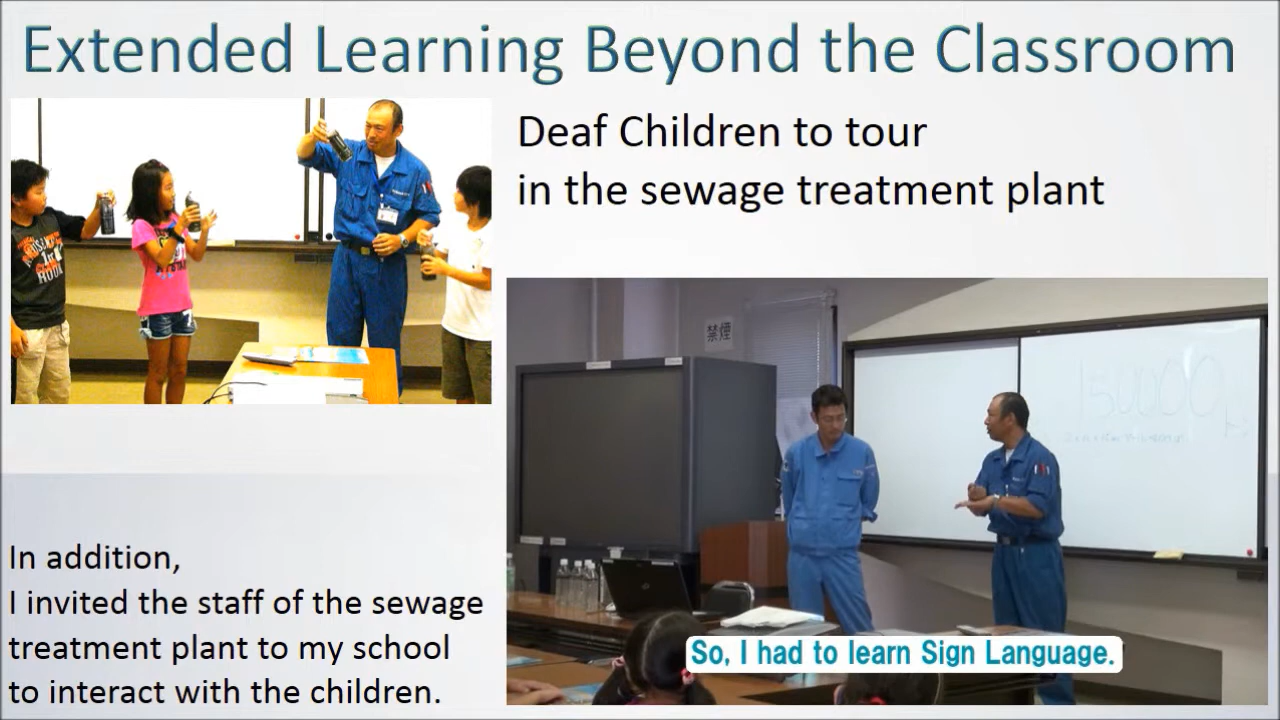 Extended Learning Beyond the Classroom
Deaf Children to tour
in the sewage treatment plant
禁煙
So, I had to learn Sign Language.
In addition,
I invited the staff of the sewage
treatment plant to my school
to interact with the children.